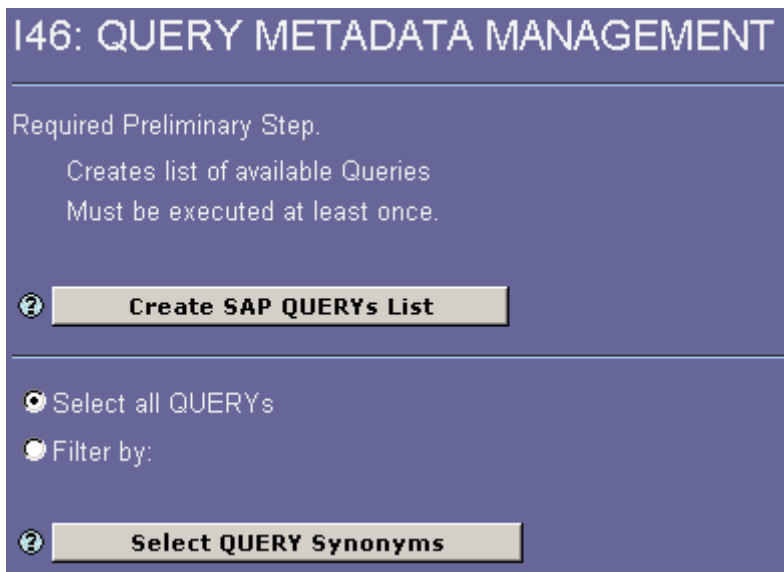 I46: QUERY METADATA MANAGEMENT
Required Preliminary Step.
Creates list of available Queries
Must be executed at least once.
? Create SAP QUERYs List
Select all QUERYs
Filter by:
? Select QUERY Synonyms